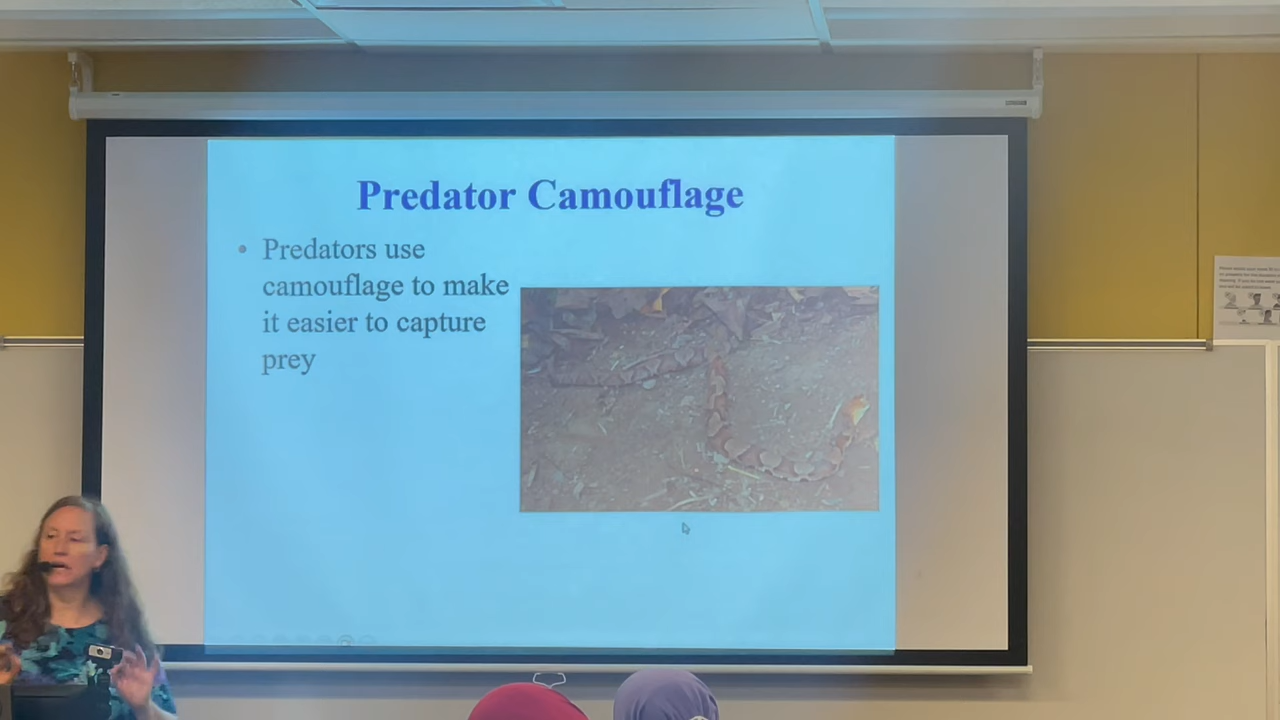 Predator Camouflage
• Predators use
camouflage to make
it easier to capture
prey